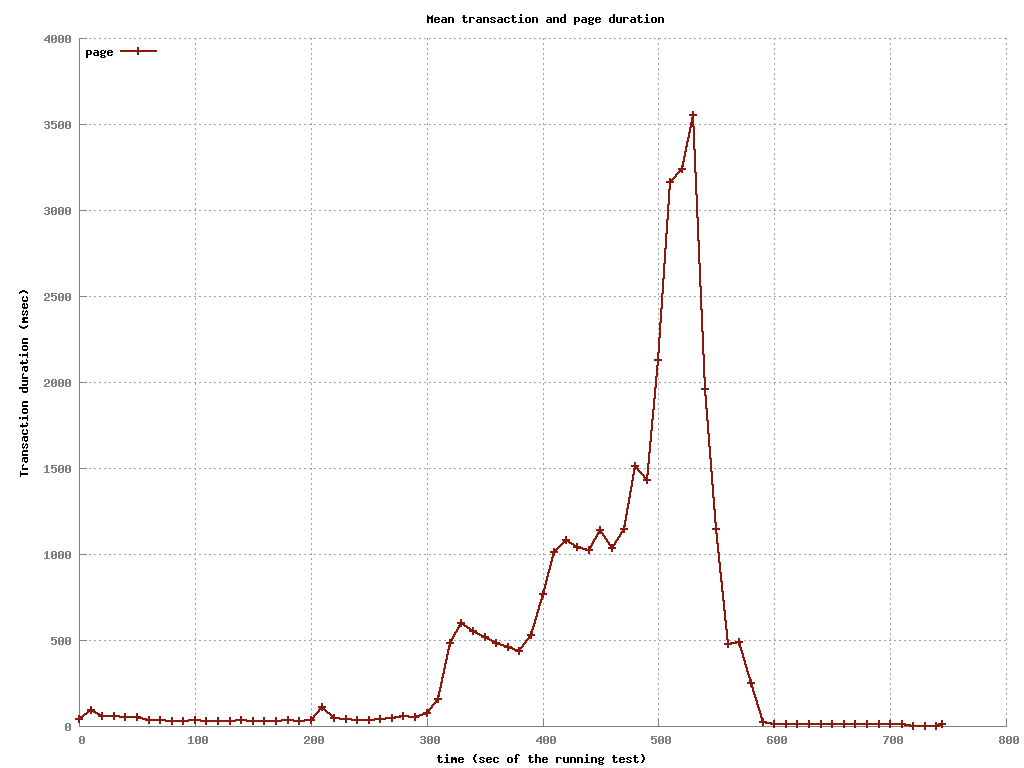 Mean transaction and page duration
page
Transaction duration (msec)
4000
3500
3000
2500
2000
1500
1000
500
0
0 100 200 300 400 500 600 700 800
time (sec of the running test)